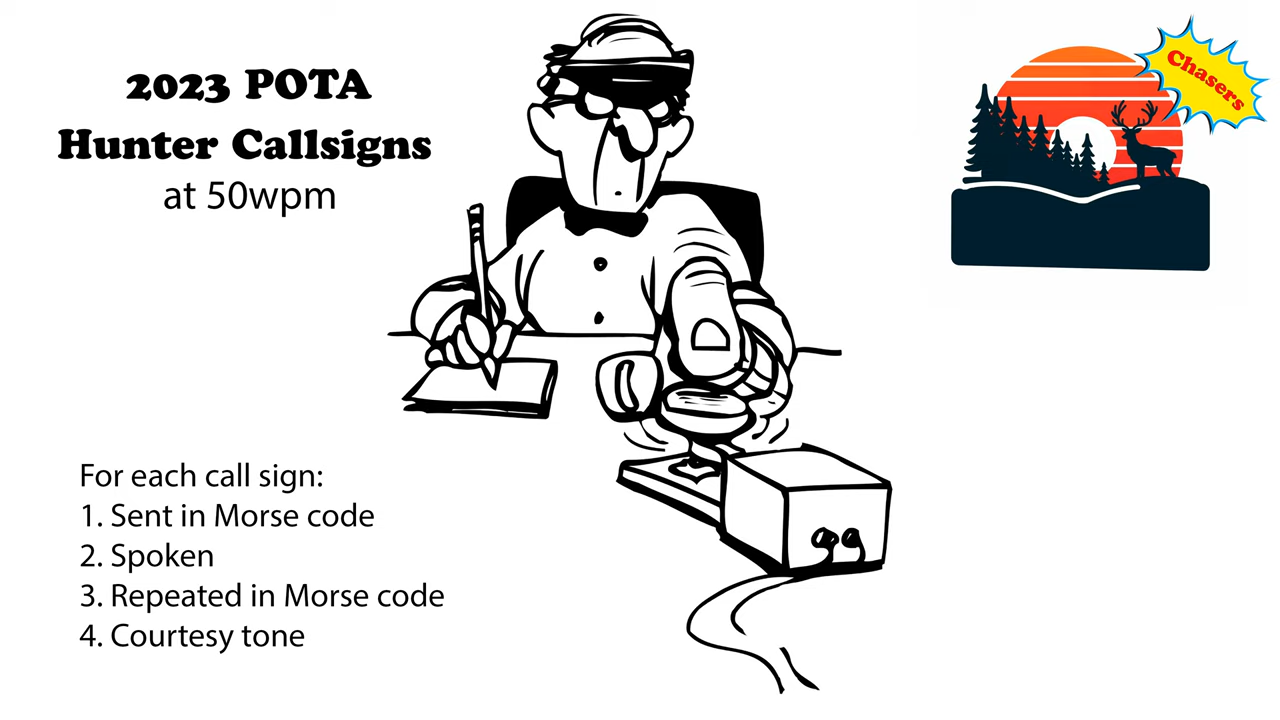 2023 POTA
Hunter Callsigns
at 50wpm
Chasers
For each call sign:
1. Sent in Morse code
2. Spoken
3. Repeated in Morse code
4. Courtesy tone